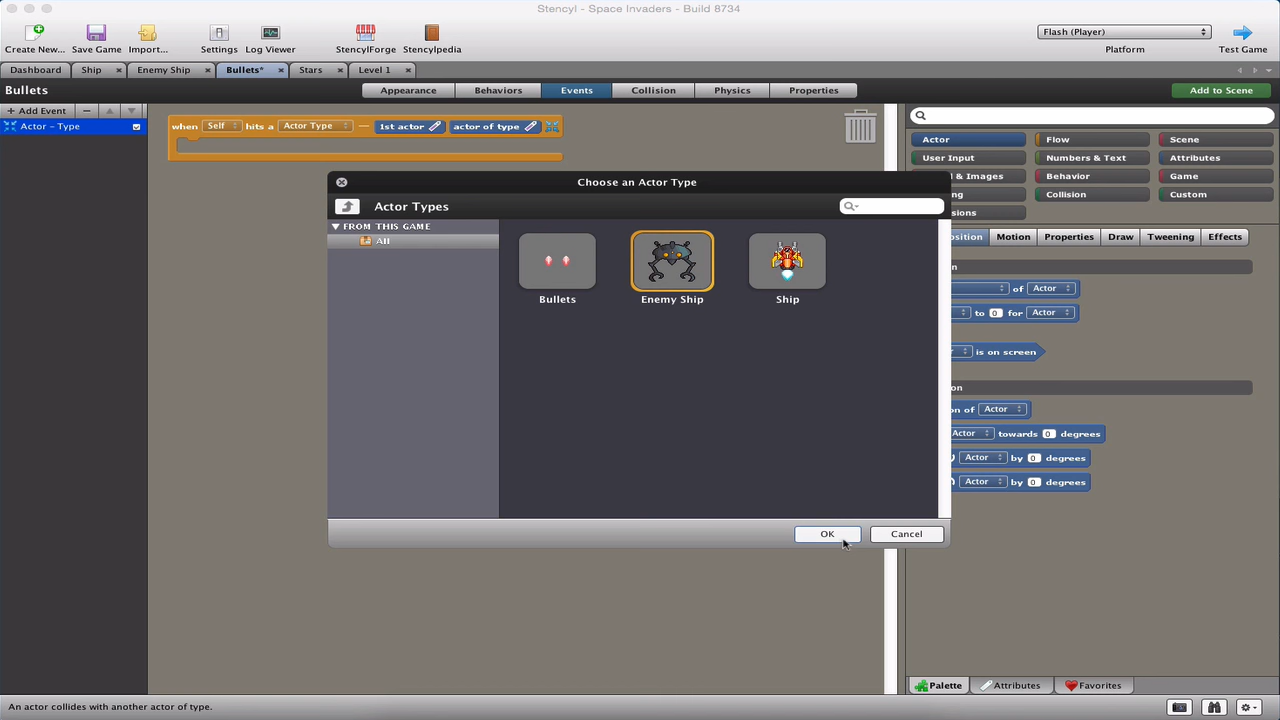 Stencyl - Space Invaders - Build 8734
Create New... Save Game Import... Settings Log Viewer StencylForge Stencylpedia Flash (Player) Platform Test Game
Dashboard Ship Enemy Ship Bullets* Stars Level 1
Bullets Appearance Behaviors Events Collision Physics Properties Add to Scene
Add Event
Actor - Type
when Self hits a Actor Type — 1st actor actor of type
Actor Flow Scene
User Input Numbers & Text Attributes
& Images Behavior Game
Collision Custom
Choose an Actor Type
Actor Types
FROM THIS GAME
All
Bullets Enemy Ship Ship
OK Cancel
Motion Properties Draw Tweening Effects
of Actor
to 0 for Actor
is on screen
of Actor
Actor towards 0 degrees
Actor by 0 degrees
Actor by 0 degrees
Palette Attributes Favorites
An actor collides with another actor of type.